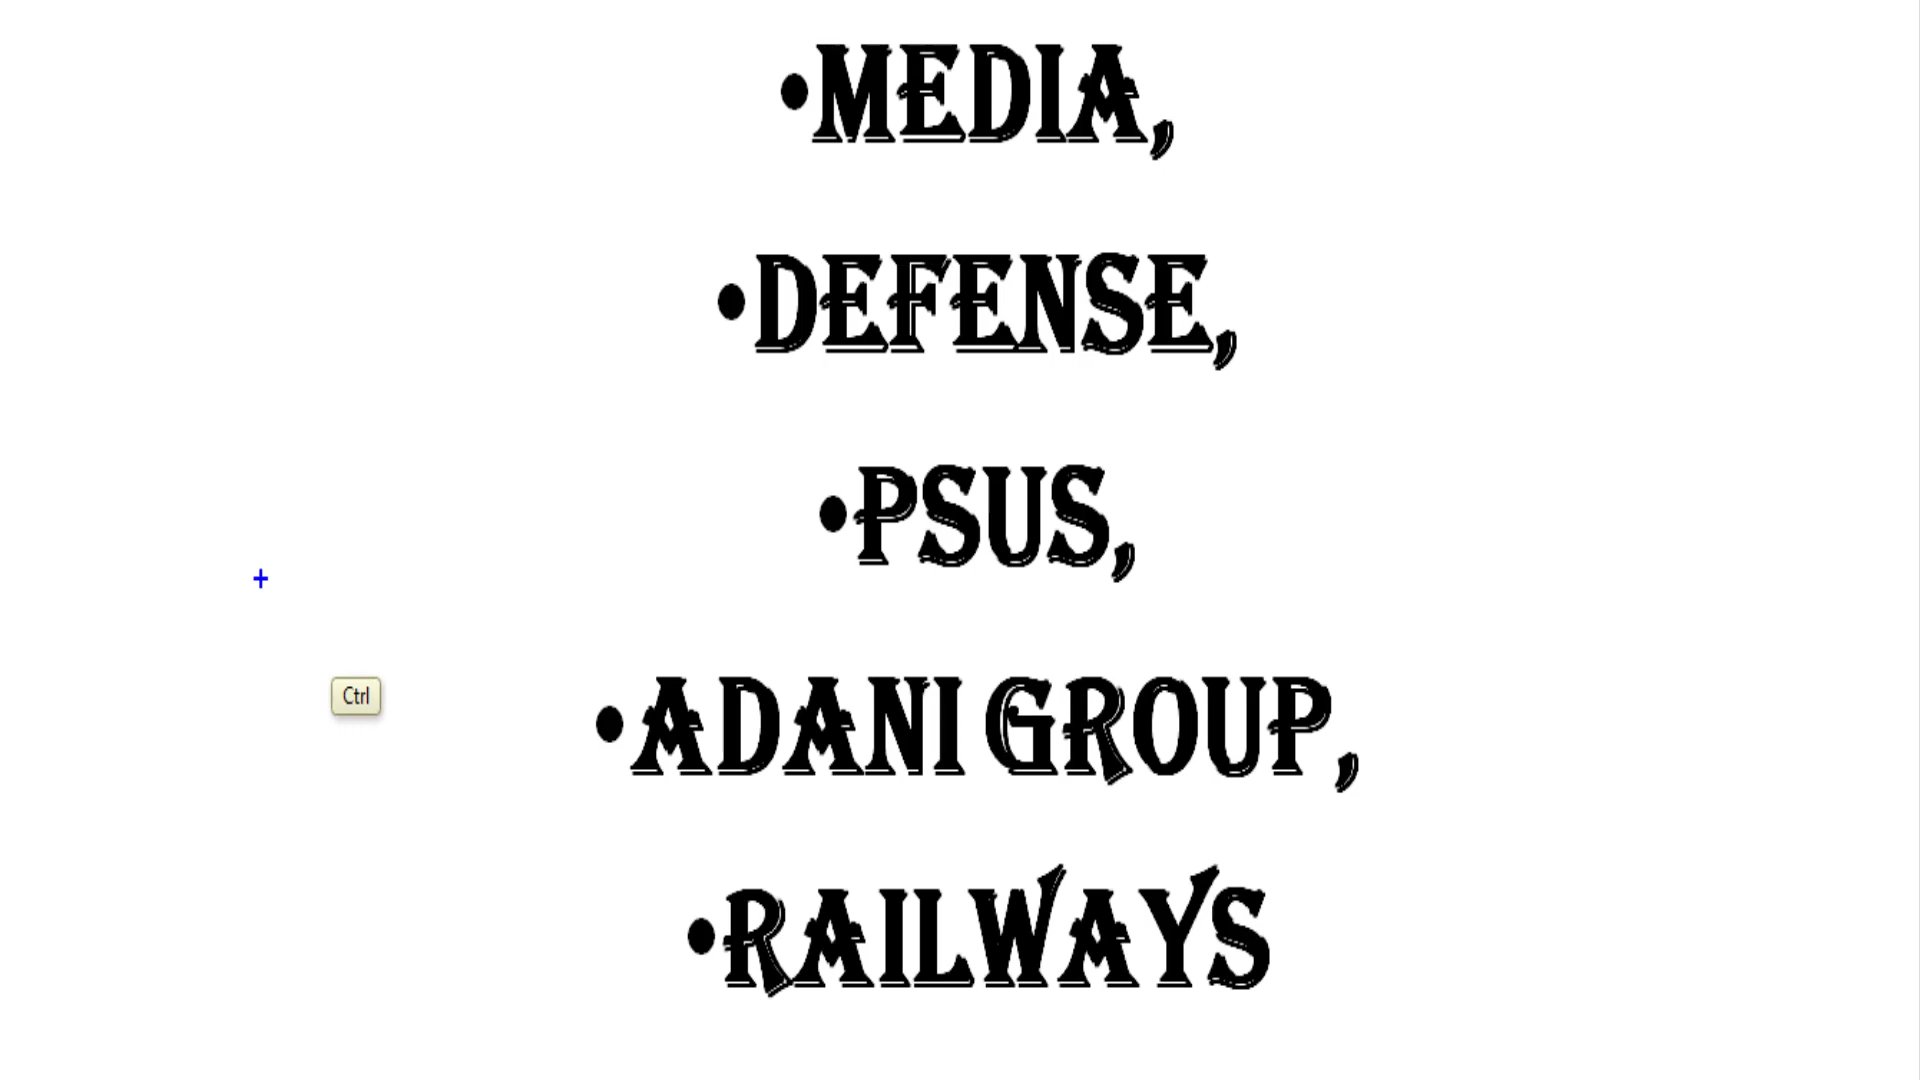 •MEDIA,
•DEFENSE,
•PSUS,
Ctrl
•ADANI GROUP,
•RAILWAYS